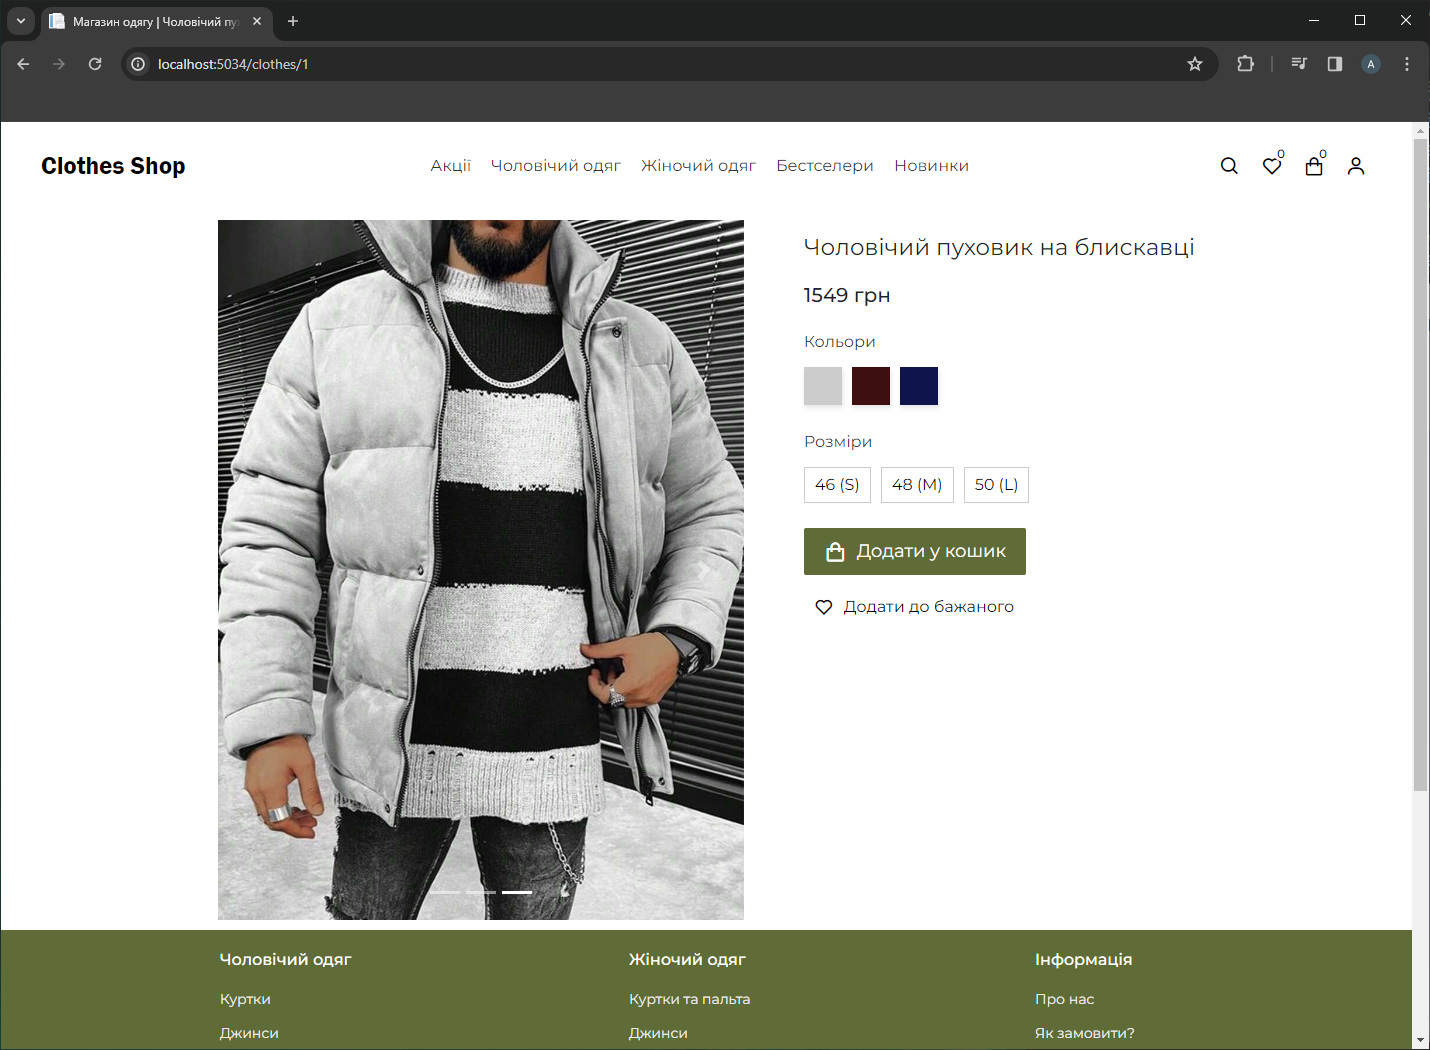 Магазин одягу | Чоловічий пу
localhost:5034/clothes/1
A
Clothes Shop
Акції Чоловічий одяг Жіночий одяг Бестселери Новинки
0 0
Чоловічий пуховик на блискавці
1549 грн
Кольори
Розміри
46 (S) 48 (M) 50 (L)
Додати у кошик
Додати до бажаного
Чоловічий одяг Жіночий одяг Інформація
Куртки Куртки та пальта Про нас
Джинси Джинси Як замовити?